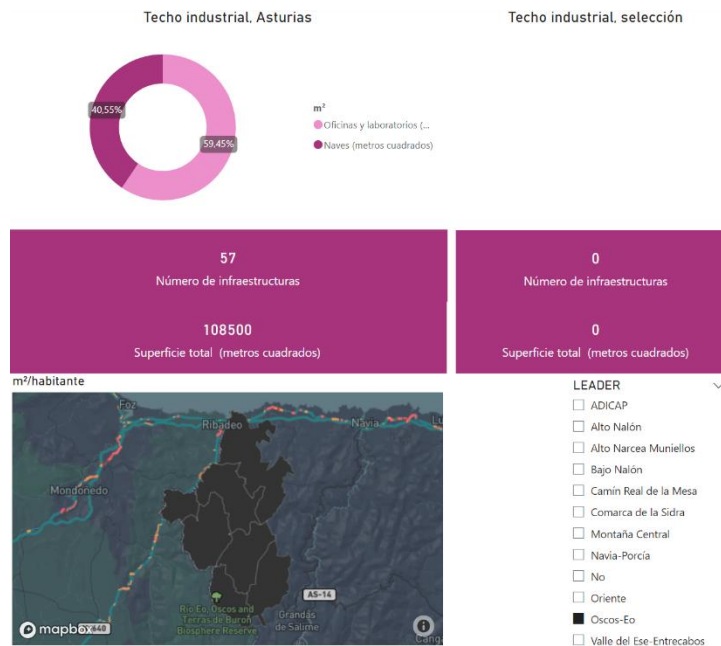 Techo industrial, Asturias
Techo industrial, selección
40,55%
59,45%
m²
Oficinas y laboratorios (...
Naves (metros cuadrados)
57
Número de infraestructuras
108500
Superficie total (metros cuadrados)
0
Número de infraestructuras
0
Superficie total (metros cuadrados)
m²/habitante
Foz
Ribadeo
Navia
Lu
Mondoñedo
AS-14
Río Eo, Oscos and
Terras de Burón
Biosphere Reserve
Grandas
de Salime
Canga
mapbox
640
LEADER
ADICAP
Alto Nalón
Alto Narcea Muniellos
Bajo Nalón
Camín Real de la Mesa
Comarca de la Sidra
Montaña Central
Navia-Porcía
No
Oriente
Oscos-Eo
Valle del Ese-Entrecabos